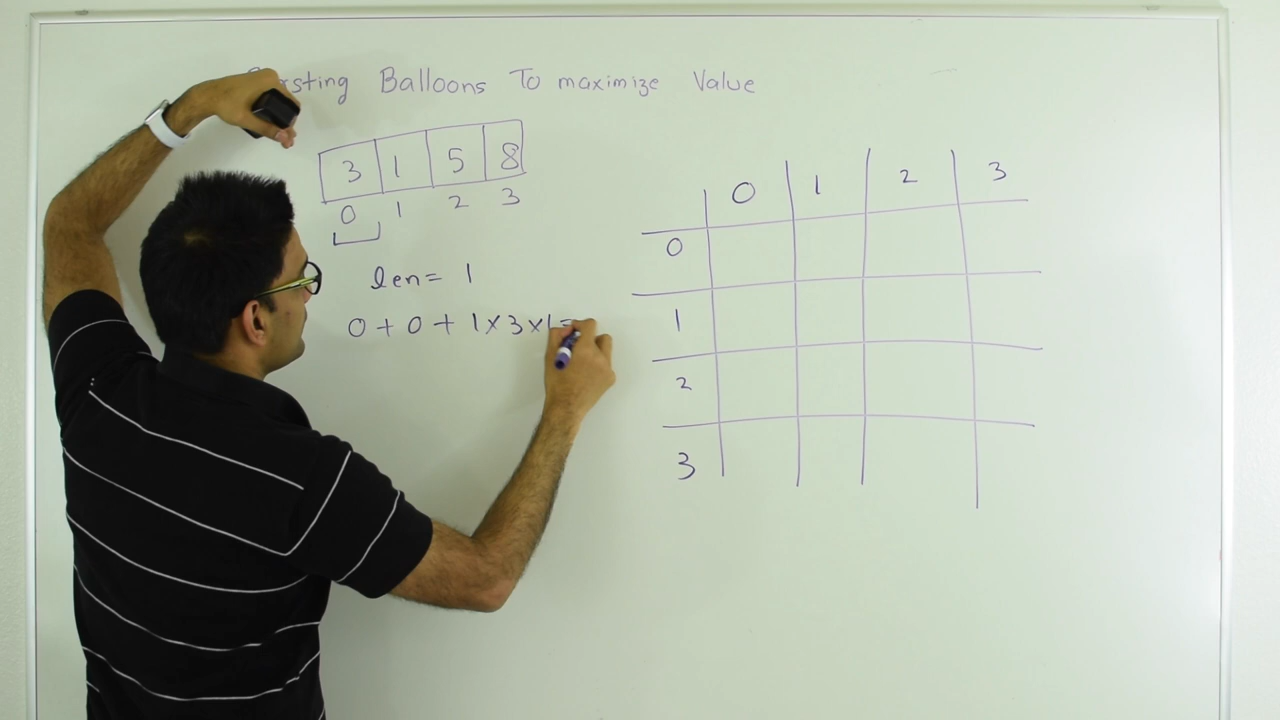 Balloons To maximize Value
3 1 5 8
0 1 2 3
len = 1
0 + 0 + 1 × 3 × 1 =
0 1 2 3
0
1
2
3